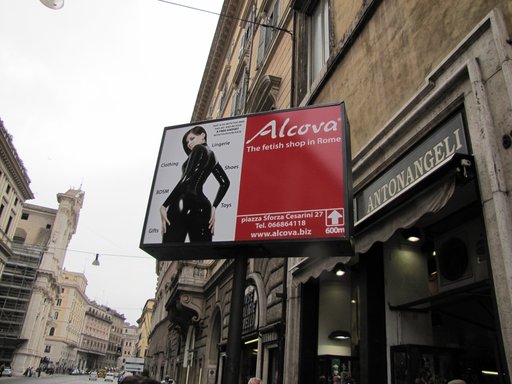 Alcova®
The fetish shop in Rome
Lingerie
Clothing
Shoes
BDSM
Toys
Gifts
piazza Sforza Cesarini 27
Tel. 066864118
www.alcova.biz
600m
ANTONANGELI